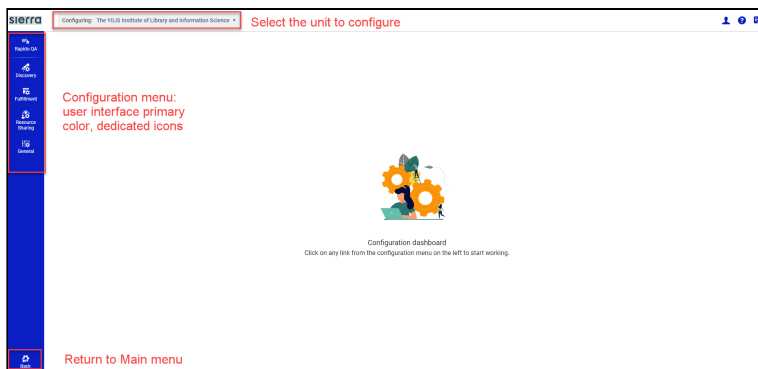 sierra
Configuring: The YILIS Institute of Library and Information Science
Select the unit to configure
Rapido QA
Discovery
Fulfillment
Resource
Sharing
General
Configuration menu:
user interface primary
color, dedicated icons
Configuration dashboard
Click on any link from the configuration menu on the left to start working.
Back
Return to Main menu